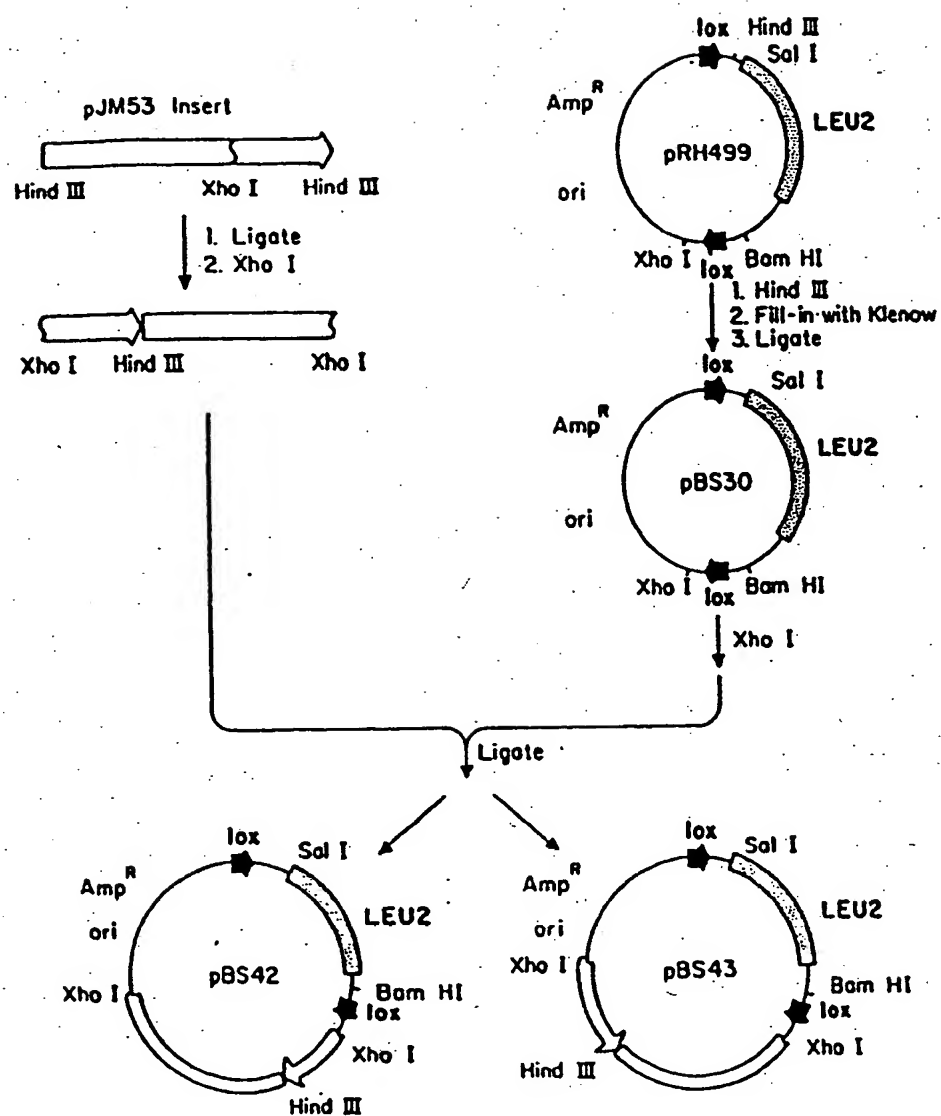 pJM53 Insert
Hind III
Xho I
Hind III
1. Ligate
2. Xho I
Xho I
Hind III
Xho I
lox
Hind III
Sal I
Amp^R
LEU2
pRH499
ori
Xho I
lox
Bam HI
1. Hind III
2. Fill-in with Klenow
3. Ligate
lox
Sal I
Amp^R
LEU2
pBS30
ori
Xho I
lox
Bam HI
Xho I
Ligate
lox
Sal I
Amp^R
LEU2
ori
pBS42
Xho I
Bam HI
lox
Xho I
Hind III
lox
Sal I
Amp^R
LEU2
ori
Xho I
pBS43
Bam HI
lox
Xho I
Hind III